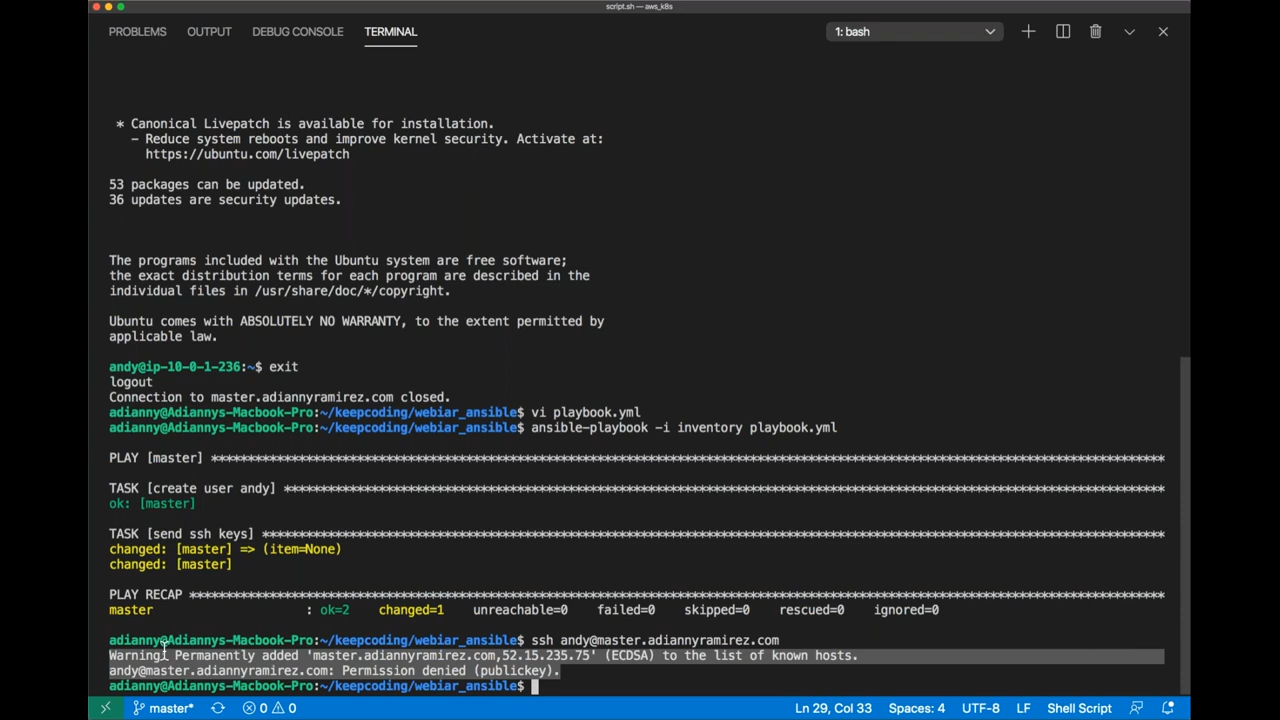 script.sh — aws_k8s
PROBLEMS OUTPUT DEBUG CONSOLE TERMINAL 1: bash
* Canonical Livepatch is available for installation.
- Reduce system reboots and improve kernel security. Activate at:
https://ubuntu.com/livepatch
53 packages can be updated.
36 updates are security updates.
The programs included with the Ubuntu system are free software;
the exact distribution terms for each program are described in the
individual files in /usr/share/doc/*/copyright.
Ubuntu comes with ABSOLUTELY NO WARRANTY, to the extent permitted by
applicable law.
andy@ip-10-0-1-236:~$ exit
logout
Connection to master.adiannyramirez.com closed.
adianny@Adiannys-Macbook-Pro:~/keepcoding/webiar_ansible$ vi playbook.yml
adianny@Adiannys-Macbook-Pro:~/keepcoding/webiar_ansible$ ansible-playbook -i inventory playbook.yml
PLAY [master] ***********************************************************************************************************************************
TASK [create user andy] *************************************************************************************************************************
ok: [master]
TASK [send ssh keys] ****************************************************************************************************************************
changed: [master] => (item=None)
changed: [master]
PLAY RECAP **************************************************************************************************************************************
master : ok=2 changed=1 unreachable=0 failed=0 skipped=0 rescued=0 ignored=0
adianny@Adiannys-Macbook-Pro:~/keepcoding/webiar_ansible$ ssh andy@master.adiannyramirez.com
Warning: Permanently added 'master.adiannyramirez.com,52.15.235.75' (ECDSA) to the list of known hosts.
andy@master.adiannyramirez.com: Permission denied (publickey).
adianny@Adiannys-Macbook-Pro:~/keepcoding/webiar_ansible$
master* 0 0 Ln 29, Col 33 Spaces: 4 UTF-8 LF Shell Script